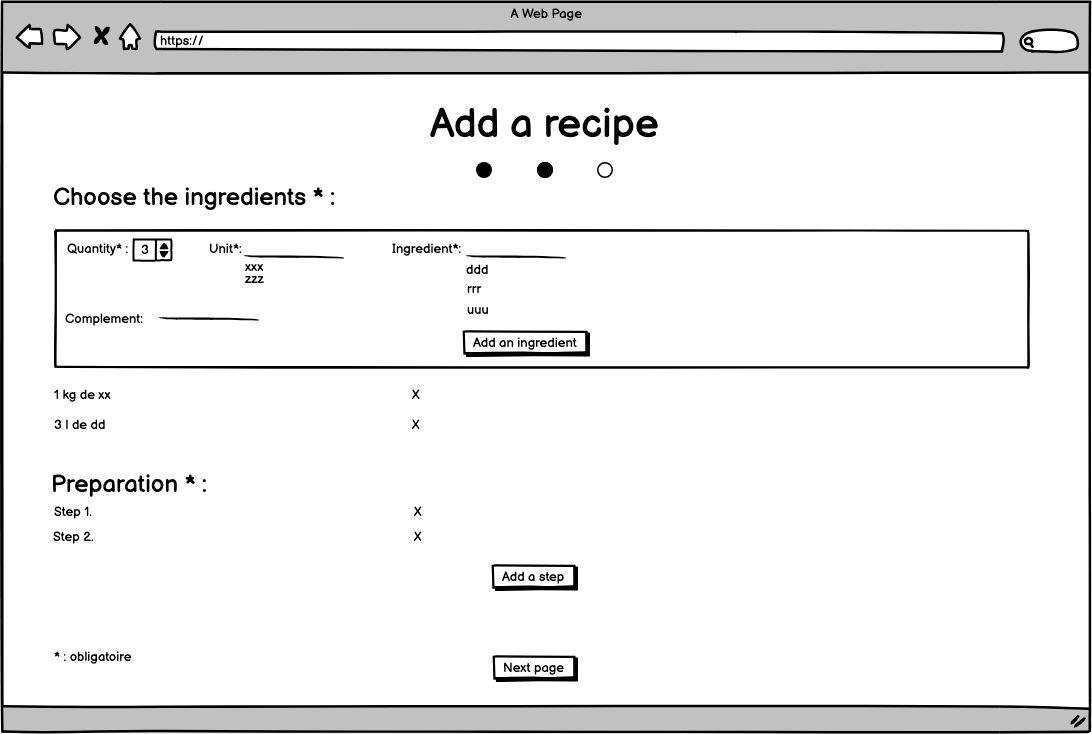 A Web Page
https://
Add a recipe
Choose the ingredients * :
Quantity* : 3 Unit*: Ingredient*:
xxx ddd
zzz
rrr
uuu
Complement:
Add an ingredient
1 kg de xx X
3 l de dd X
Preparation * :
Step 1. X
Step 2. X
Add a step
* : obligatoire
Next page